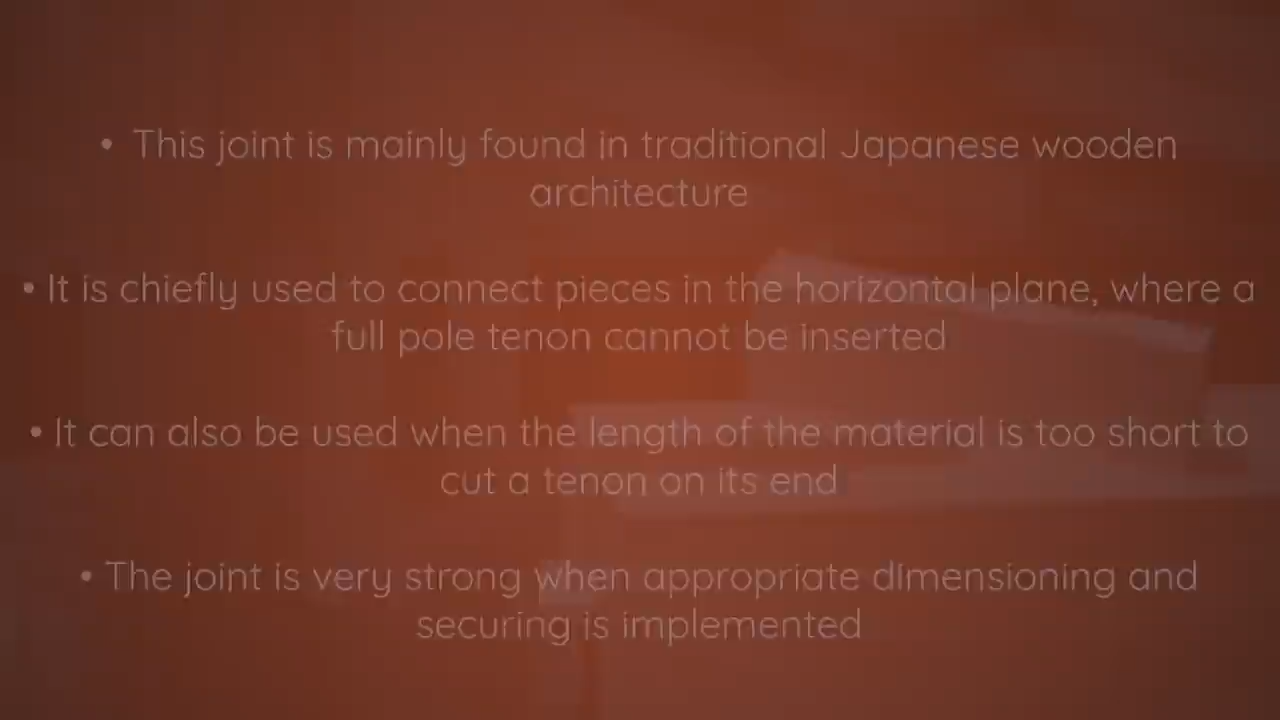 • This joint is mainly found in traditional Japanese wooden
architecture
• It is chiefly used to connect pieces in the horizontal plane, where a
full pole tenon cannot be inserted
• It can also be used when the length of the material is too short to
cut a tenon on its end
• The joint is very strong when appropriate dimensioning and
securing is implemented